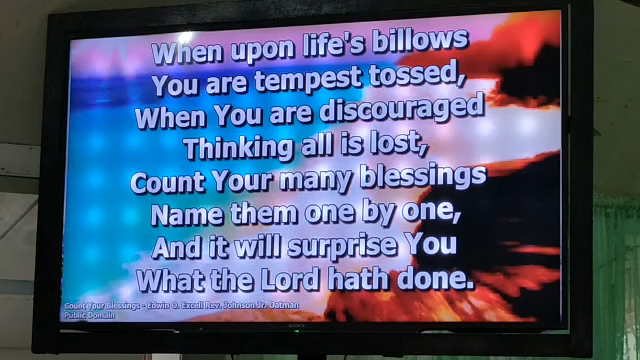 When upon life's billows
You are tempest tossed,
When You are discouraged
Thinking all is lost,
Count Your many blessings
Name them one by one,
And it will surprise You
What the Lord hath done.
Count Your Blessings - Edwin O. Excell Rev. Johnson Jr. Oatman
Public Domain
SONY